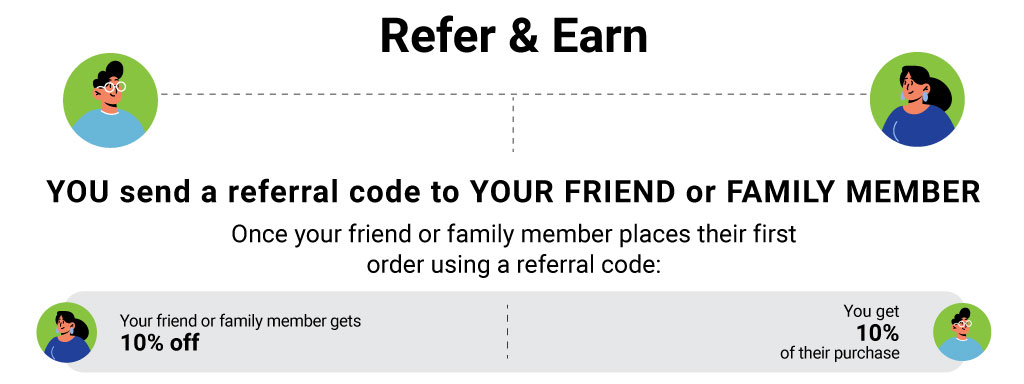 Refer & Earn
YOU send a referral code to YOUR FRIEND or FAMILY MEMBER
Once your friend or family member places their first
order using a referral code:
Your friend or family member gets
10% off
You get
10%
of their purchase